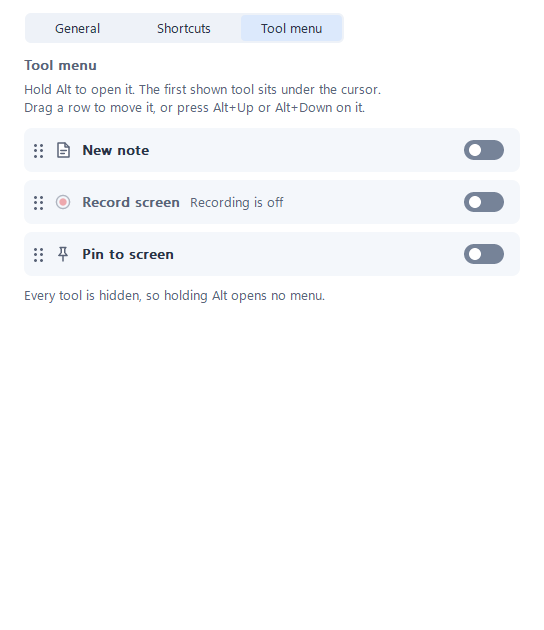 General
Shortcuts
Tool menu
Tool menu
Hold Alt to open it. The first shown tool sits under the cursor.
Drag a row to move it, or press Alt+Up or Alt+Down on it.
New note
Record screen Recording is off
Pin to screen
Every tool is hidden, so holding Alt opens no menu.